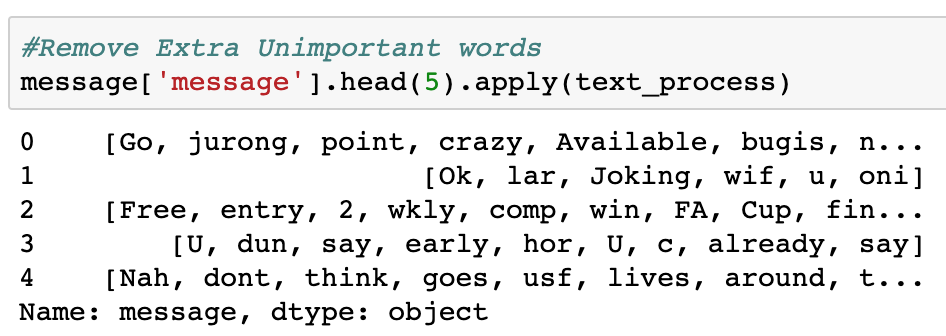 #Remove Extra Unimportant words
message['message'].head(5).apply(text_process)
0 [Go, jurong, point, crazy, Available, bugis, n...
1 [Ok, lar, Joking, wif, u, oni]
2 [Free, entry, 2, wkly, comp, win, FA, Cup, fin...
3 [U, dun, say, early, hor, U, c, already, say]
4 [Nah, dont, think, goes, usf, lives, around, t...
Name: message, dtype: object